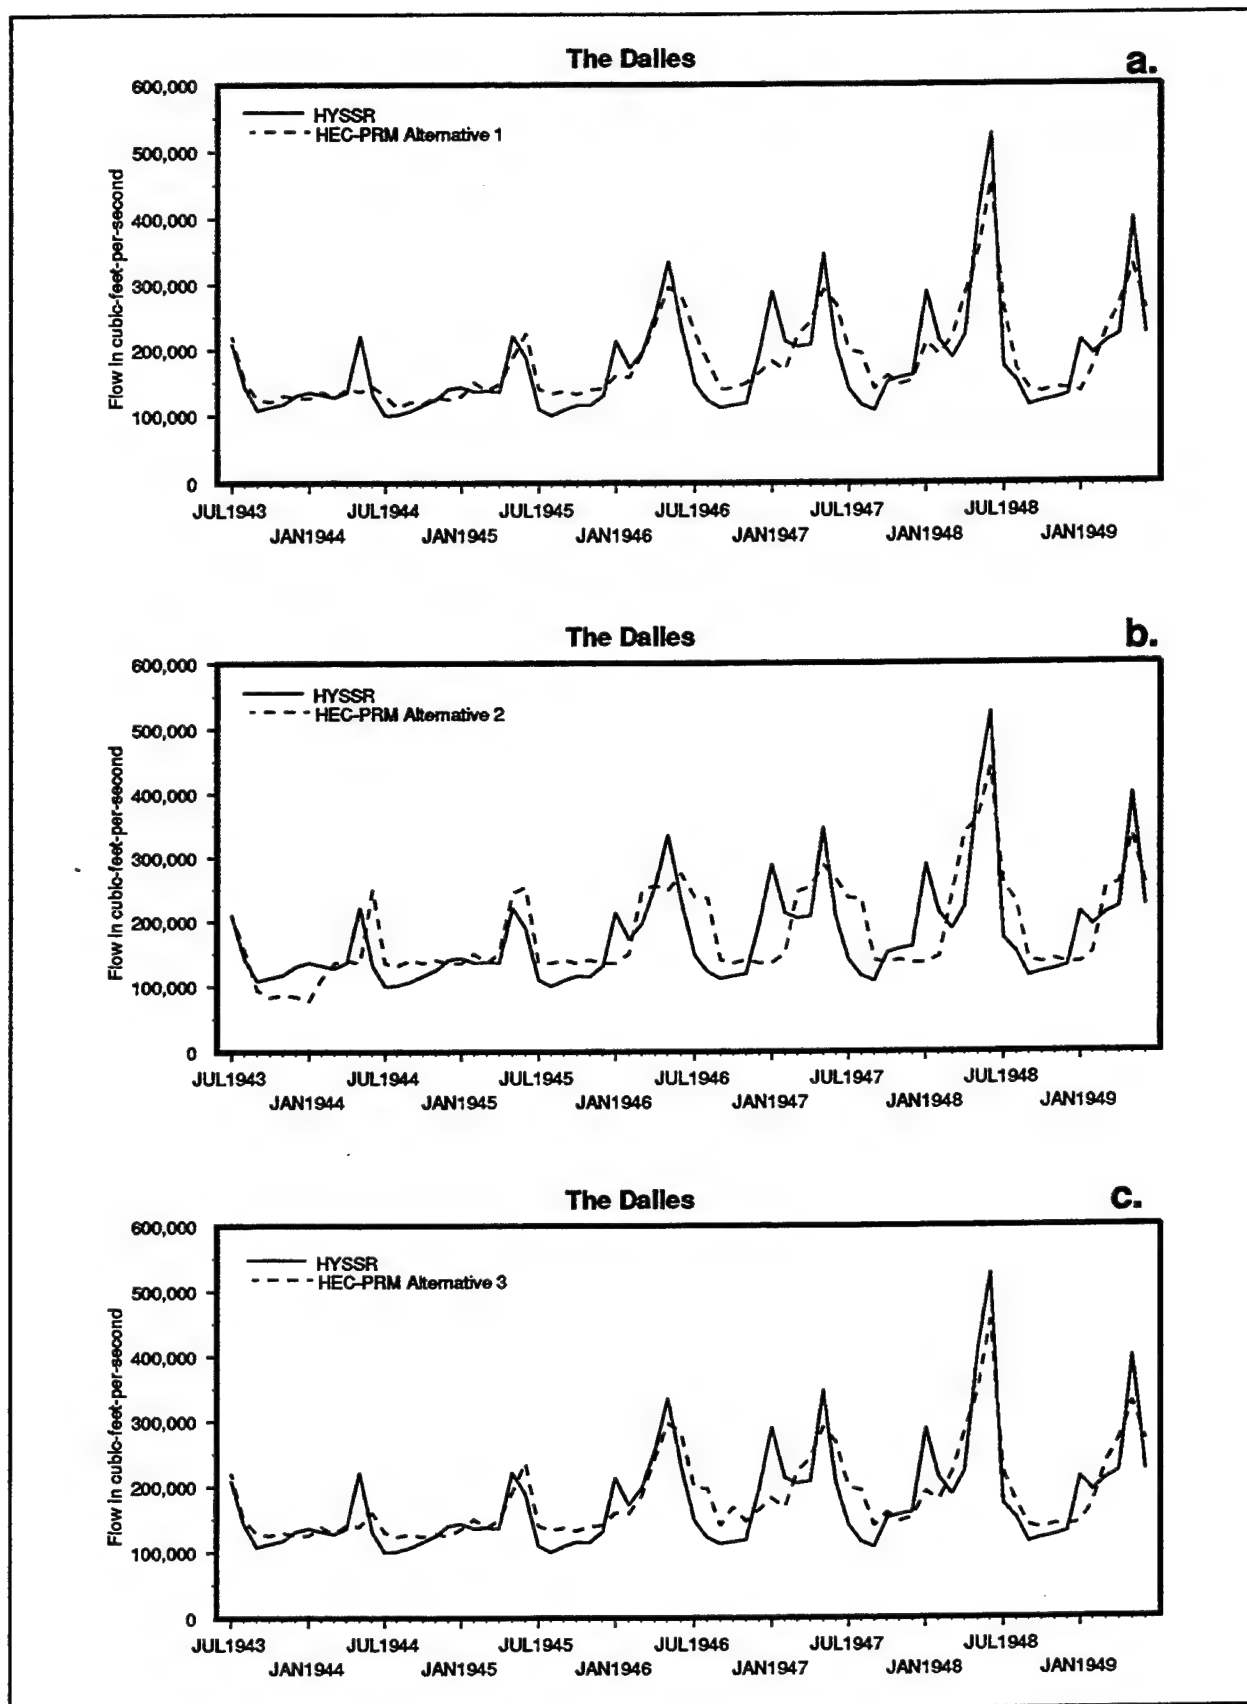 The Dalles
a.
600,000
HYSSR
HEC-PRM Alternative 1
500,000
400,000
300,000
200,000
100,000
0
Flow in cubic-feet-per-second
JUL1943 JUL1944 JUL1945 JUL1946 JUL1947 JUL1948
JAN1944 JAN1945 JAN1946 JAN1947 JAN1948 JAN1949
The Dalles
b.
600,000
HYSSR
HEC-PRM Alternative 2
500,000
400,000
300,000
200,000
100,000
0
Flow in cubic-feet-per-second
JUL1943 JUL1944 JUL1945 JUL1946 JUL1947 JUL1948
JAN1944 JAN1945 JAN1946 JAN1947 JAN1948 JAN1949
The Dalles
c.
600,000
HYSSR
HEC-PRM Alternative 3
500,000
400,000
300,000
200,000
100,000
0
Flow in cubic-feet-per-second
JUL1943 JUL1944 JUL1945 JUL1946 JUL1947 JUL1948
JAN1944 JAN1945 JAN1946 JAN1947 JAN1948 JAN1949